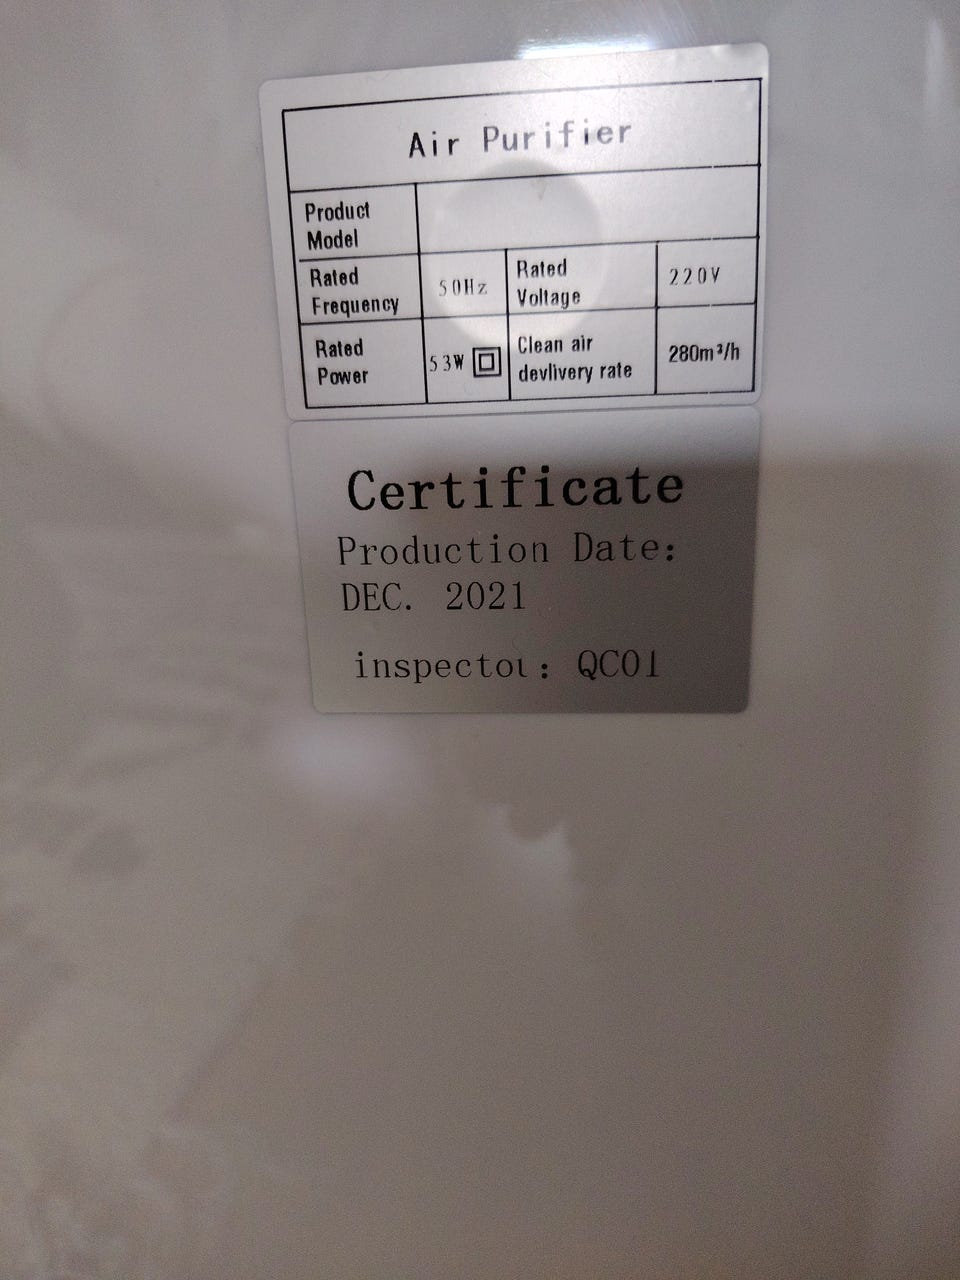 Air Purifier
Product
Model
Rated
Frequency
50Hz
Rated
Voltage
220V
Rated
Power
53W
Clean air
devlivery rate
280m³/h
Certificate
Production Date:
DEC. 2021
inspector: QC01